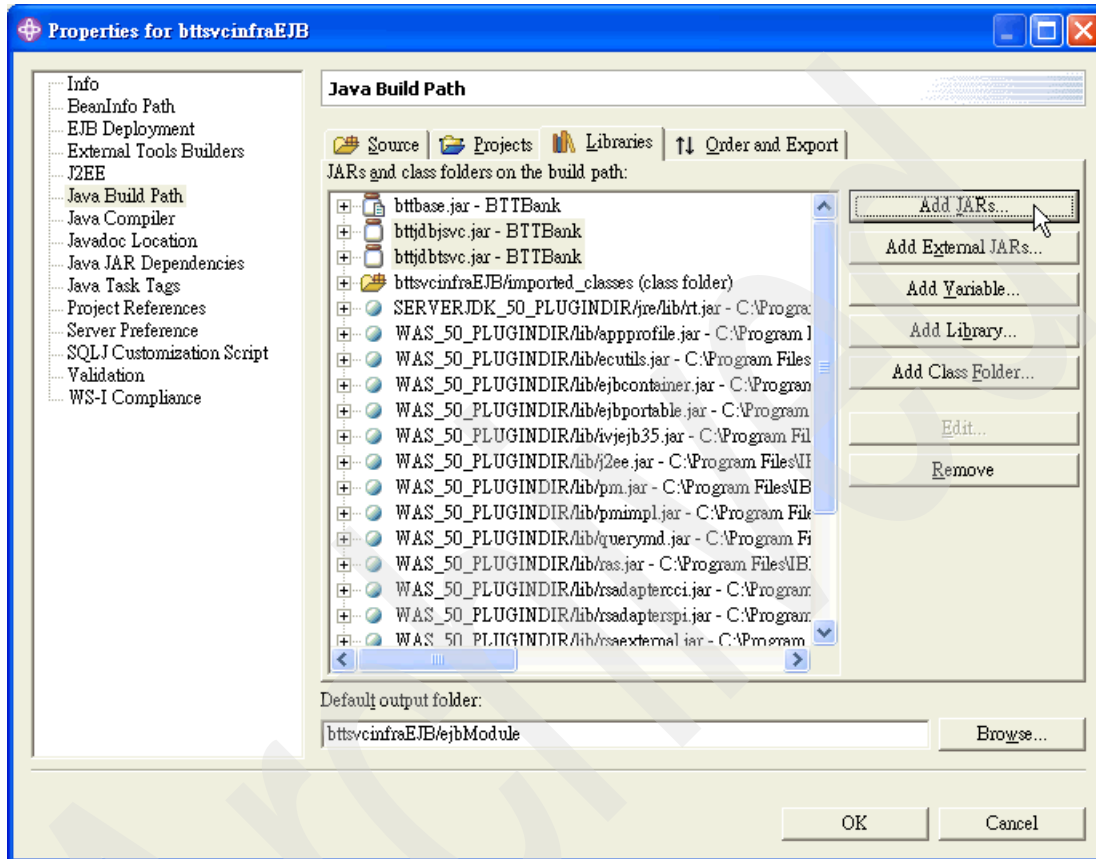 Properties for bttsvcinfraEJB
Info
BeanInfo Path
EJB Deployment
External Tools Builders
J2EE
Java Build Path
Java Compiler
Javadoc Location
Java JAR Dependencies
Java Task Tags
Project References
Server Preference
SQLJ Customization Script
Validation
WS-I Compliance
Java Build Path
Source Projects Libraries Order and Export
JARs and class folders on the build path:
bttbase.jar - BTTBank
bttjdbjsvc.jar - BTTBank
bttjdbtsvc.jar - BTTBank
bttsvcinfraEJB/imported_classes (class folder)
SERVERJDK_50_PLUGINDIR/jre/lib/rt.jar - C:\Progra
WAS_50_PLUGINDIR/lib/appprofile.jar - C:\Program
WAS_50_PLUGINDIR/lib/ecutils.jar - C:\Program Files
WAS_50_PLUGINDIR/lib/ejbcontainer.jar - C:\Program
WAS_50_PLUGINDIR/lib/ejbportable.jar - C:\Program
WAS_50_PLUGINDIR/lib/ivjejb35.jar - C:\Program Fil
WAS_50_PLUGINDIR/lib/j2ee.jar - C:\Program Files\IB
WAS_50_PLUGINDIR/lib/pm.jar - C:\Program Files\IB
WAS_50_PLUGINDIR/lib/pmimpl.jar - C:\Program File
WAS_50_PLUGINDIR/lib/querymd.jar - C:\Program Fi
WAS_50_PLUGINDIR/lib/ras.jar - C:\Program Files\IB
WAS_50_PLUGINDIR/lib/rsadaptercci.jar - C:\Program
WAS_50_PLUGINDIR/lib/rsadapterspi.jar - C:\Program
WAS_50_PLUGINDIR/lib/rsaexternal.jar - C:\Program
Add JARs...
Add External JARs...
Add Variable...
Add Library...
Add Class Folder...
Edit...
Remove
Default output folder:
bttsvcinfraEJB/ejbModule
Browse...
OK
Cancel